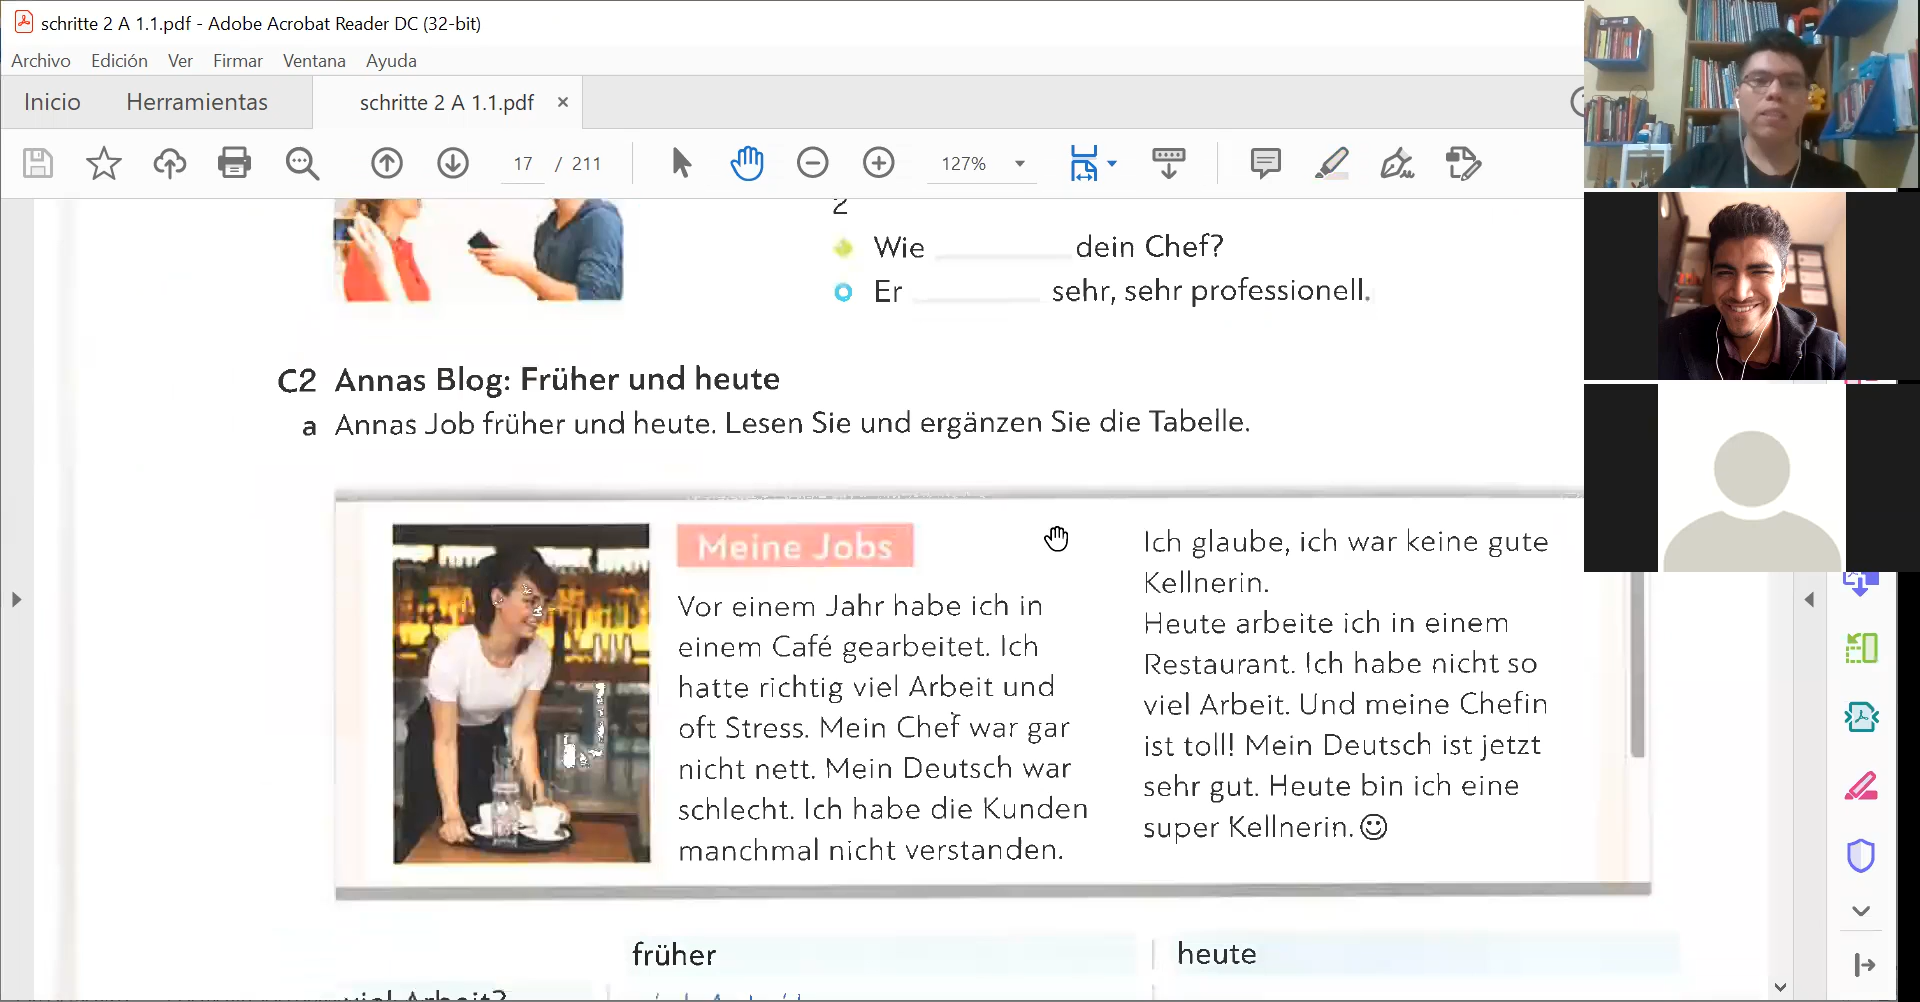 schritte 2 A 1.1.pdf - Adobe Acrobat Reader DC (32-bit)
Archivo Edición Ver Firmar Ventana Ayuda
Inicio Herramientas schritte 2 A 1.1.pdf ×
17 / 211 127%
2
Wie ______ dein Chef?
Er ______ sehr, sehr professionell.
C2 Annas Blog: Früher und heute
a Annas Job früher und heute. Lesen Sie und ergänzen Sie die Tabelle.
Meine Jobs
Vor einem Jahr habe ich in
einem Café gearbeitet. Ich
hatte richtig viel Arbeit und
oft Stress. Mein Chef war gar
nicht nett. Mein Deutsch war
schlecht. Ich habe die Kunden
manchmal nicht verstanden.
Ich glaube, ich war keine gute
Kellnerin.
Heute arbeite ich in einem
Restaurant. Ich habe nicht so
viel Arbeit. Und meine Chefin
ist toll! Mein Deutsch ist jetzt
sehr gut. Heute bin ich eine
super Kellnerin. ☺
früher heute
viel Arbeit?